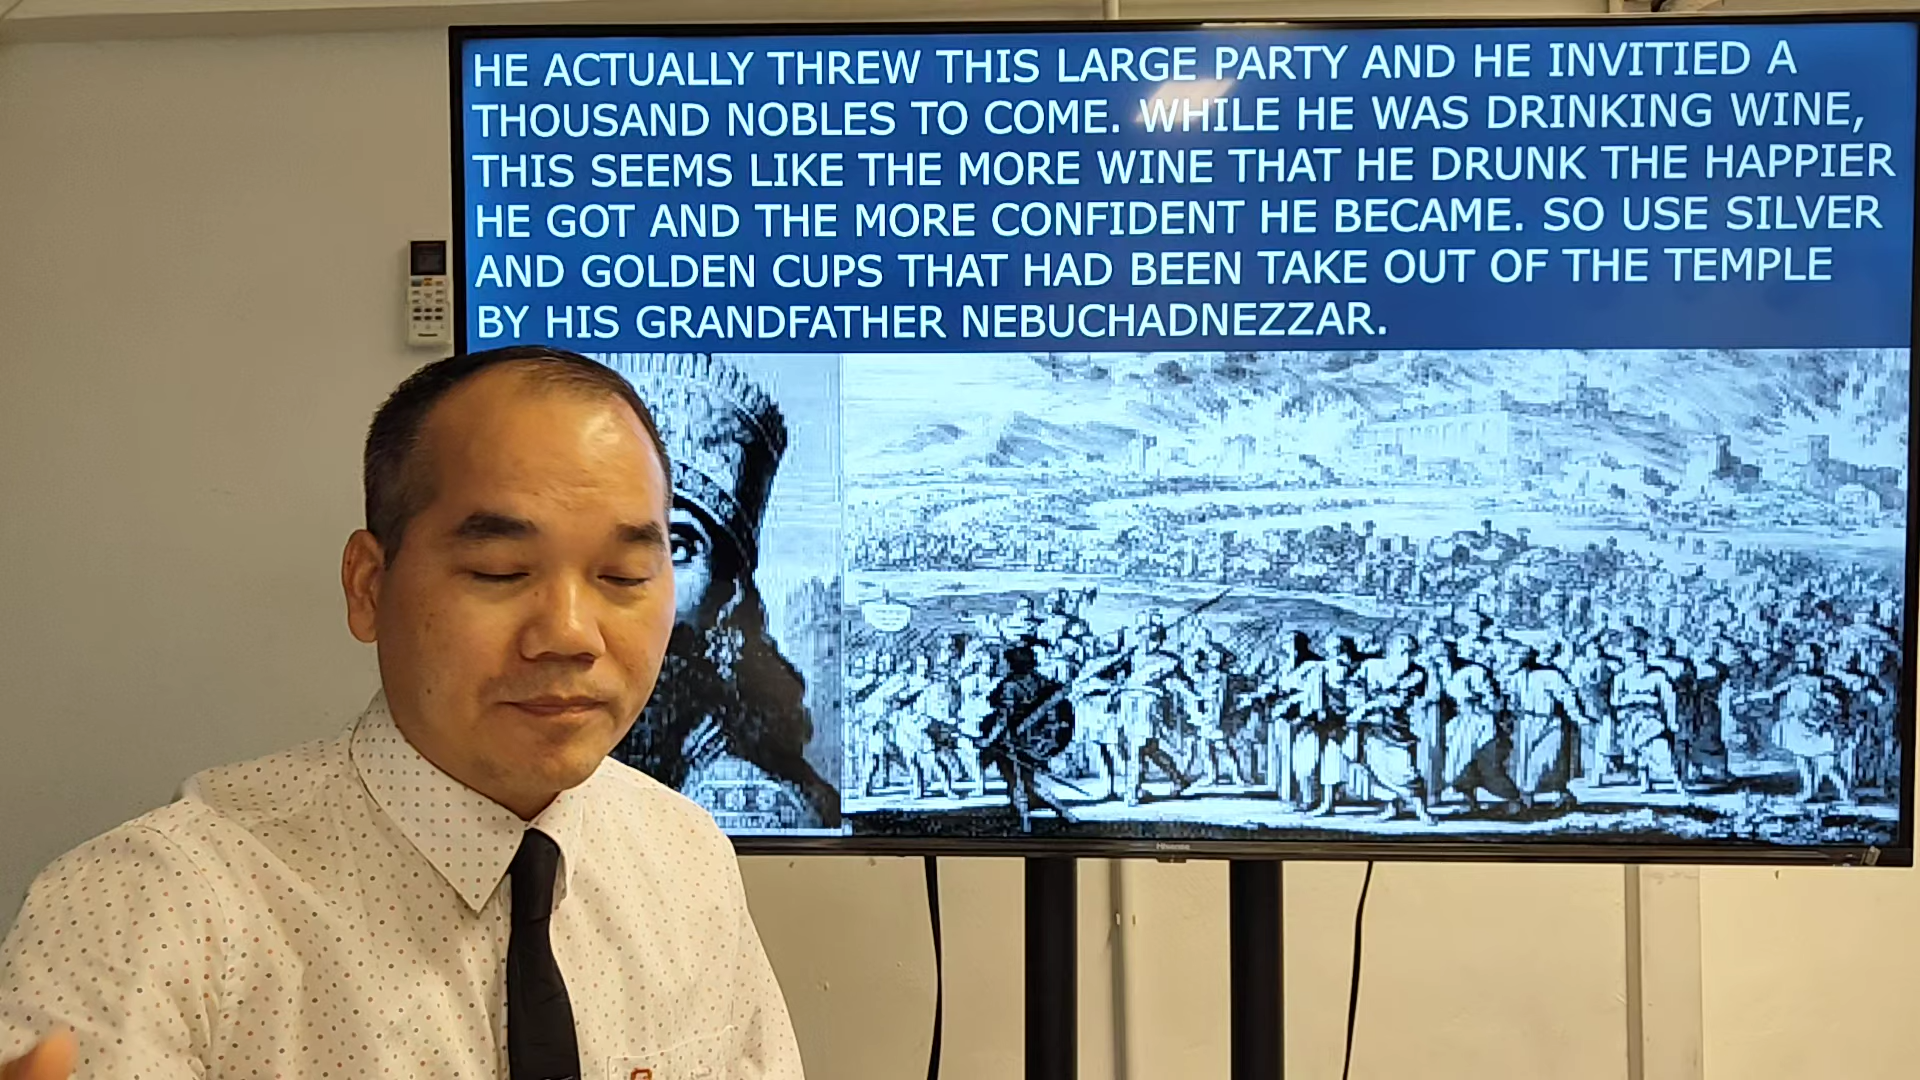 HE ACTUALLY THREW THIS LARGE PARTY AND HE INVITIED A
THOUSAND NOBLES TO COME. WHILE HE WAS DRINKING WINE,
THIS SEEMS LIKE THE MORE WINE THAT HE DRUNK THE HAPPIER
HE GOT AND THE MORE CONFIDENT HE BECAME. SO USE SILVER
AND GOLDEN CUPS THAT HAD BEEN TAKE OUT OF THE TEMPLE
BY HIS GRANDFATHER NEBUCHADNEZZAR.
Hisense